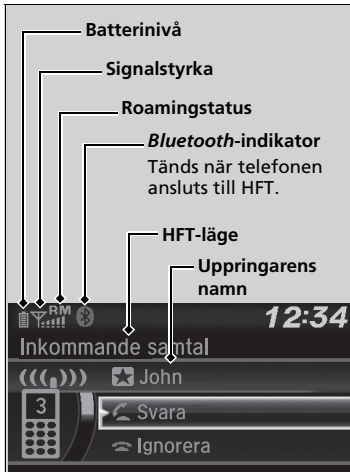 Batterinivå
Signalstyrka
Roamingstatus
Bluetooth-indikator
Tänds när telefonen
ansluts till HFT.
HFT-läge
Uppringarens
namn
RM
12:34
Inkommande samtal
John
3
Svara
Ignorera